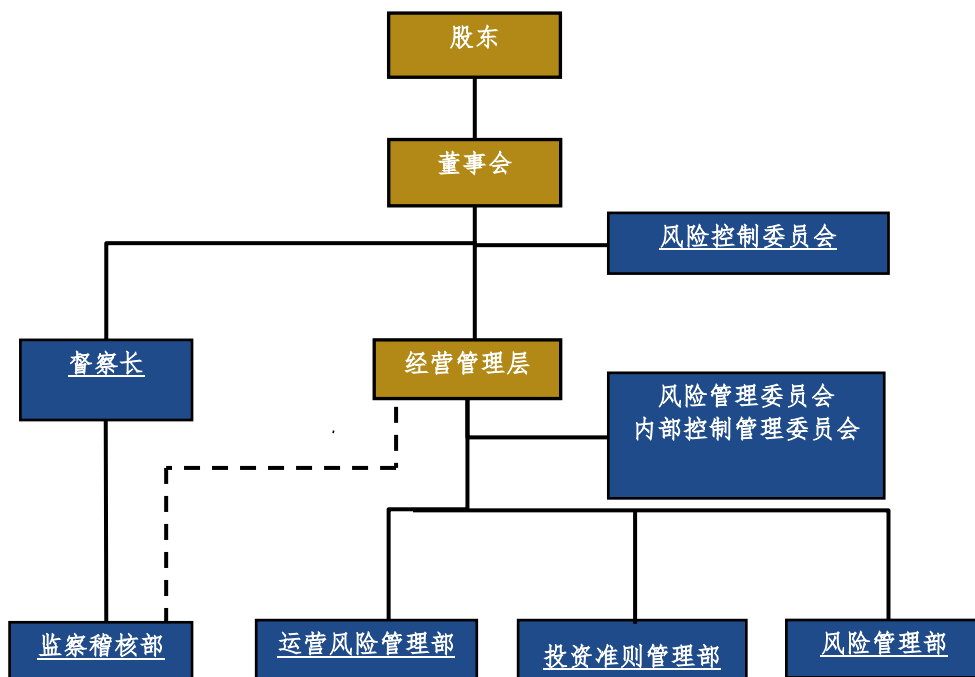 股东
董事会
风险控制委员会
督察长
经营管理层
风险管理委员会
内部控制管理委员会
监察稽核部
运营风险管理部
投资准则管理部
风险管理部